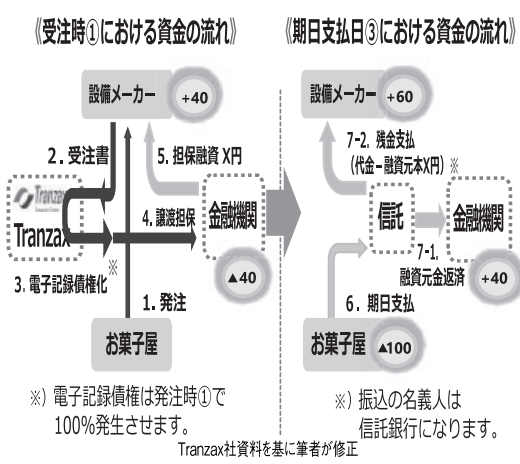 《受注時①における資金の流れ》
設備メーカー
+40
2. 受注書
5. 担保融資 X円
Tranzax
Tranzax
4. 譲渡担保
金融機関
3. 電子記録債権化
※
▲40
1. 発注
お菓子屋
※）電子記録債権は発注時①で
100%発生させます。
《期日支払日③における資金の流れ》
設備メーカー
+60
7-2. 残金支払
（代金－融資元本X円）※
信託
金融機関
7-1.
融資元金返済
+40
6. 期日支払
お菓子屋
▲100
※）振込の名義人は
信託銀行になります。
Tranzax社資料を基に筆者が修正